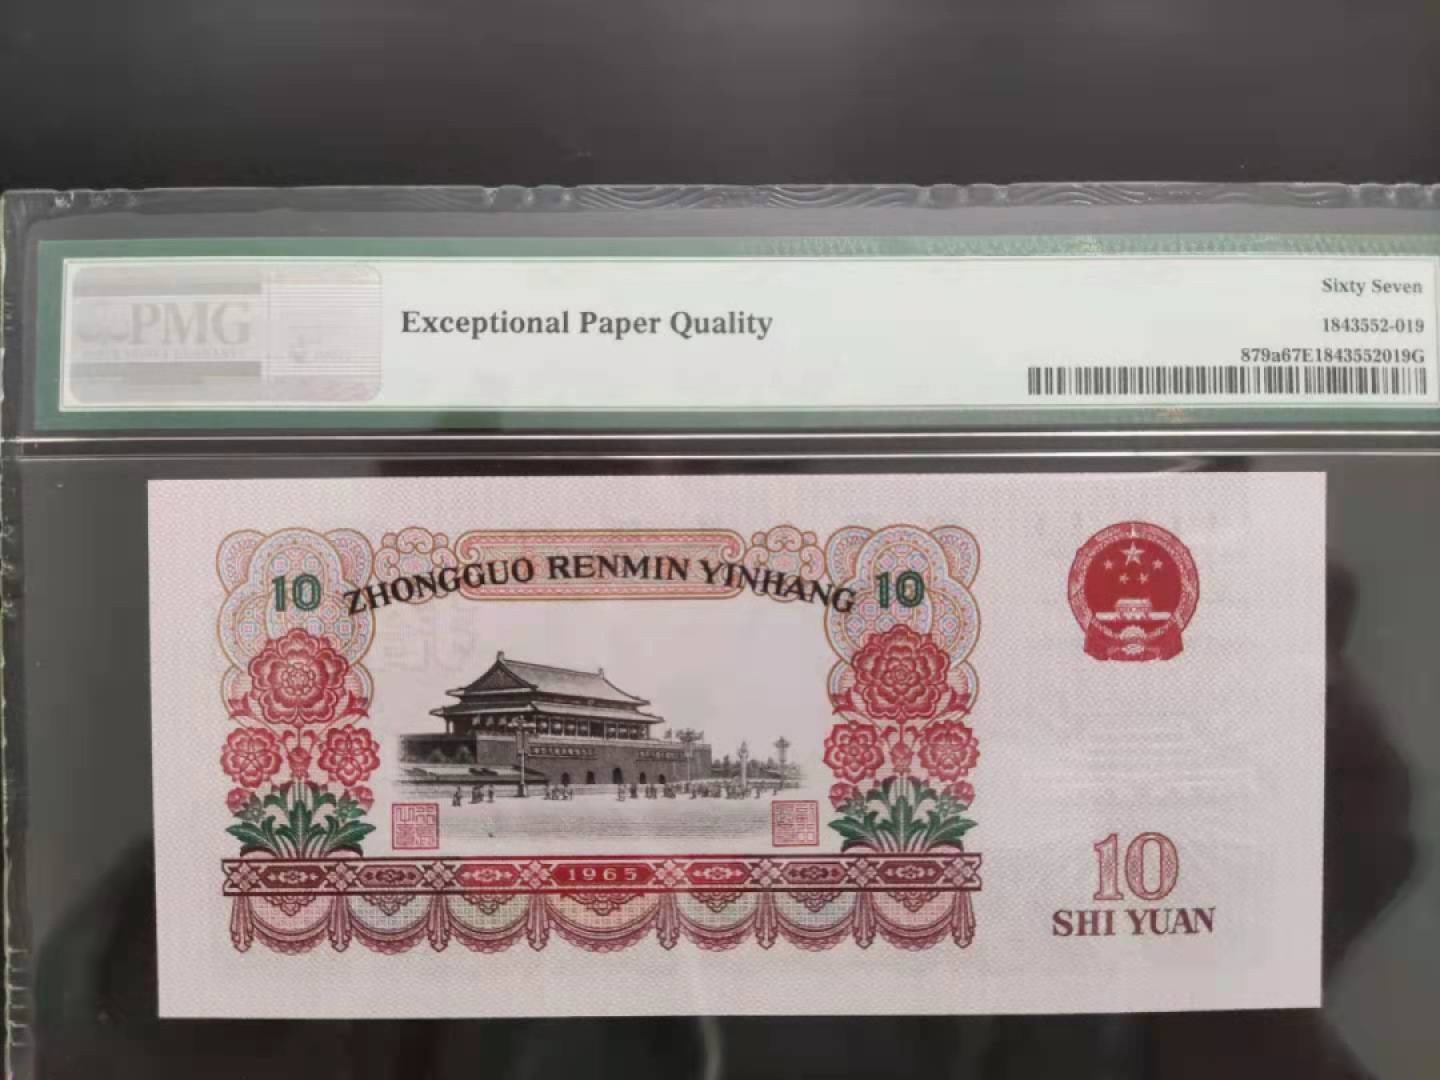 PMG
Exceptional Paper Quality
Sixty Seven
1843552-019
879a67E1843552019G
ZHONGGUO RENMIN YINHANG
10
10
1965
10
SHI YUAN